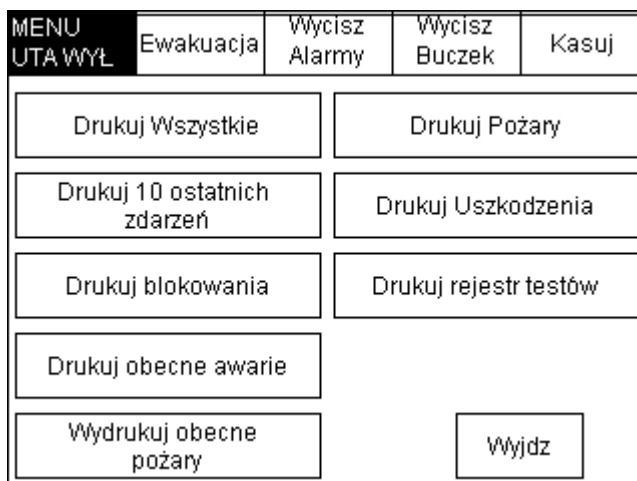 MENU
UTA WYŁ
Ewakuacja
Wycisz
Alarmy
Wycisz
Buczek
Kasuj
Drukuj Wszystkie
Drukuj Pożary
Drukuj 10 ostatnich
zdarzeń
Drukuj Uszkodzenia
Drukuj blokowania
Drukuj rejestr testów
Drukuj obecne awarie
Wydrukuj obecne
pożary
Wyjdz